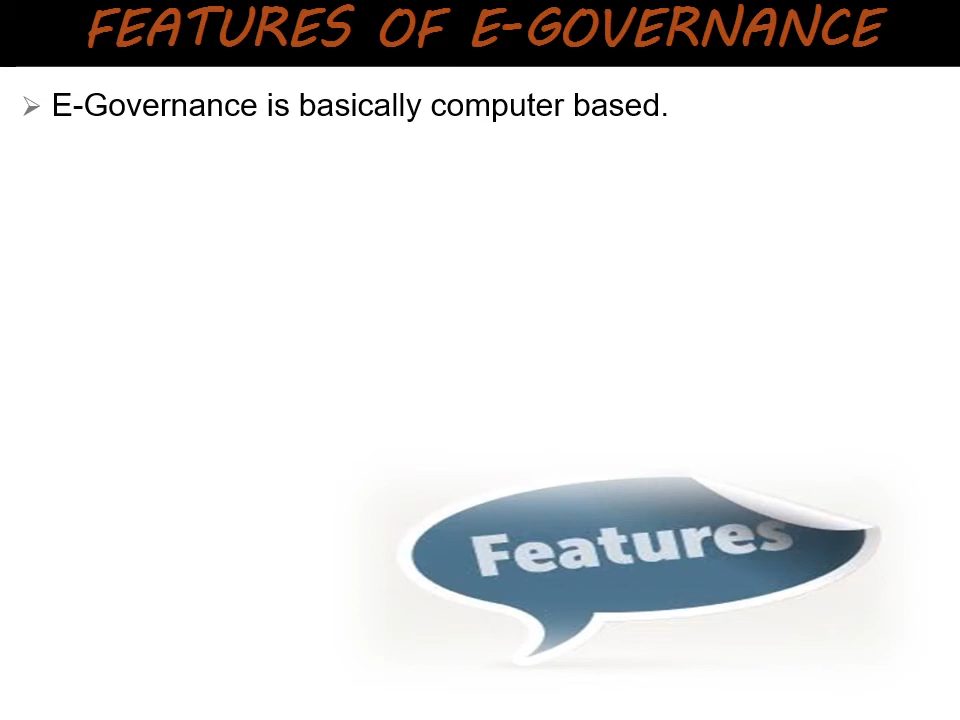 FEATURES OF E-GOVERNANCE
➢ E-Governance is basically computer based.
Features